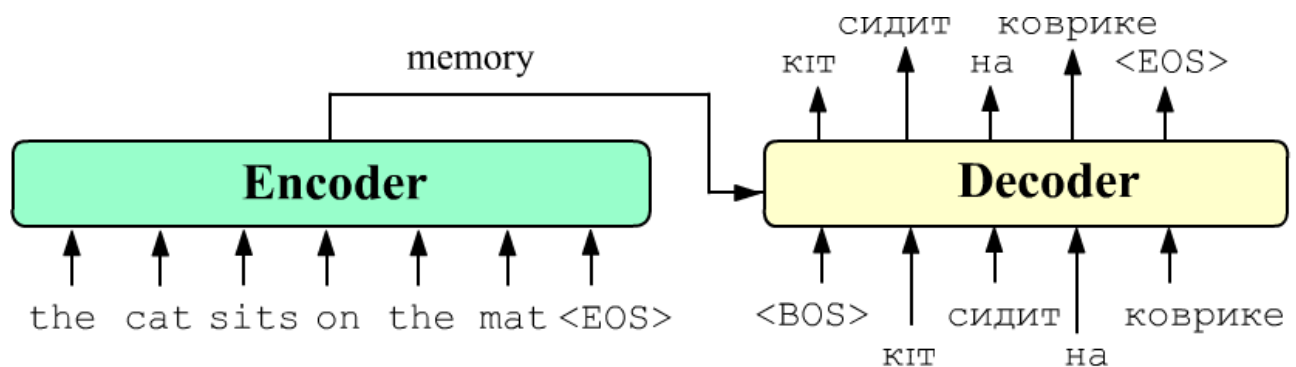 memory
сидит коврике
кіт на <EOS>
Encoder
Decoder
the cat sits on the mat <EOS>
<BOS> сидит коврике
кіт на